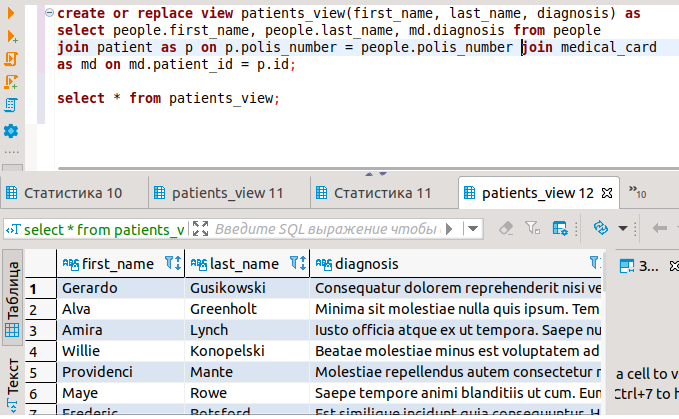 create or replace view patients_view(first_name, last_name, diagnosis) as
select people.first_name, people.last_name, md.diagnosis from people
join patient as p on p.polis_number = people.polis_number join medical_card
as md on md.patient_id = p.id;
select * from patients_view;
Статистика 10 patients_view 11 Статистика 11 patients_view 12 »10
select * from patients_v Введите SQL выражение чтобы
Таблица
Текст
first_name last_name diagnosis
1 Gerardo Gusikowski Consequatur dolorem reprehenderit nisi ve
2 Alva Greenholt Minima sit molestiae nulla quis ipsum. Tem
3 Amira Lynch Iusto officia atque ex ut tempora. Saepe nu
4 Willie Konopelski Beatae molestiae minus est voluptatem ad
5 Providenci Mante Molestiae repellendus autem consectetur r
6 Maye Rowe Saepe tempore animi blanditiis ut cum. Eum
7 Frederic Botsford Est similique incidunt quia consequuntur. H
З...
a cell to v
Ctrl+7 to h